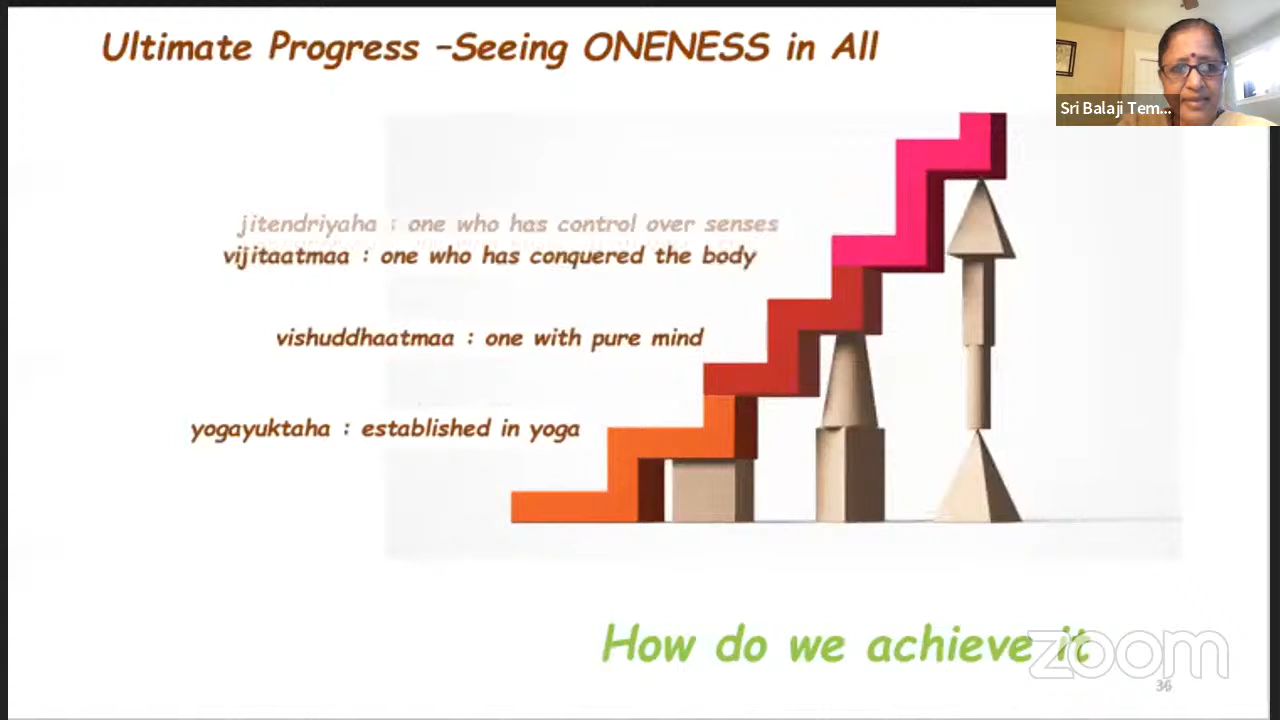 Ultimate Progress -Seeing ONENESS in All
Sri Balaji Tem...
jitendriyaha : one who has control over senses
vijitaatmaa : one who has conquered the body
vishuddhaatmaa : one with pure mind
yogayuktaha : established in yoga
How do we achieve it
zoom